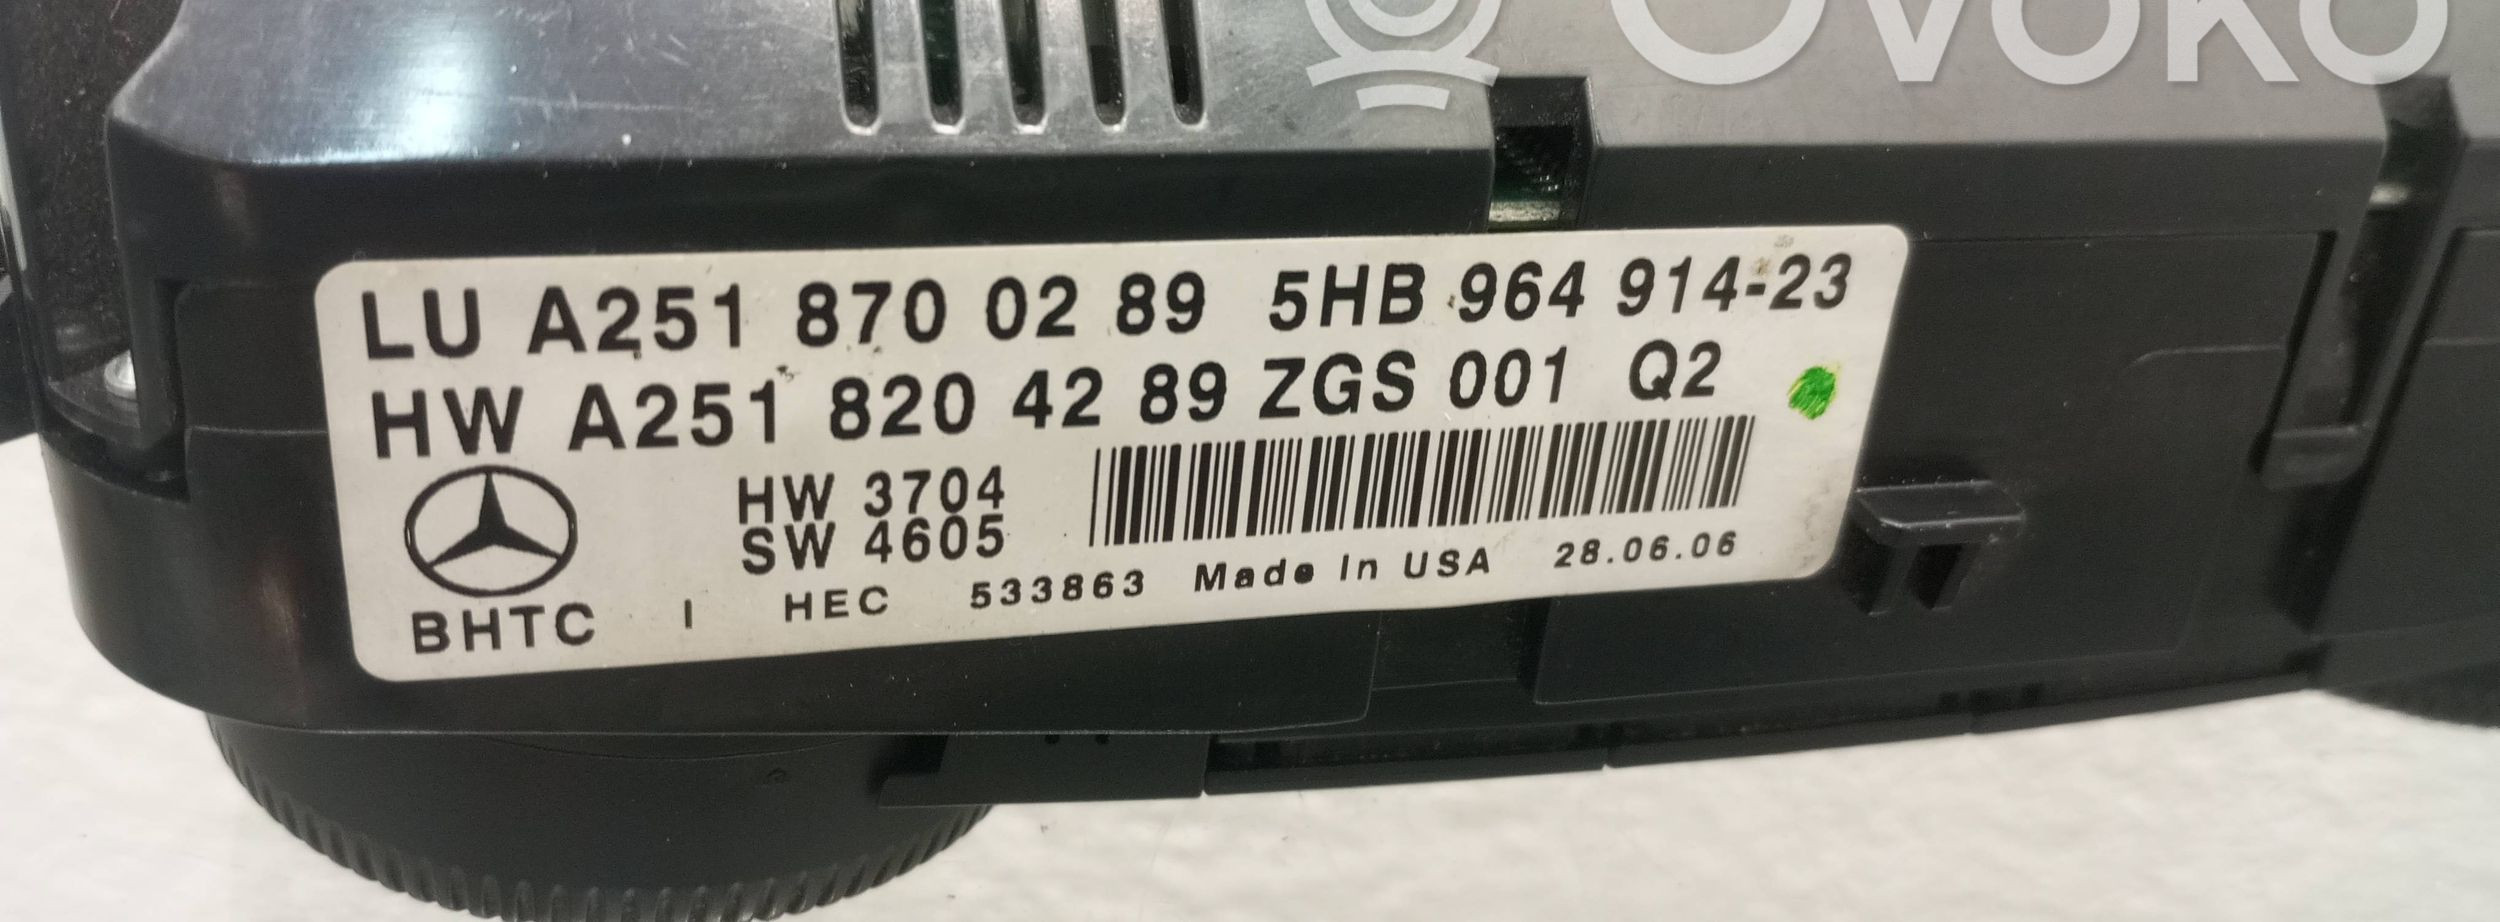 OVOKO
LU A251 870 02 89 5HB 964 914-23
HW A251 820 42 89 ZGS 001 Q2
HW 3704
SW 4605
BHTC I HEC 533863 Made In USA 28.06.06